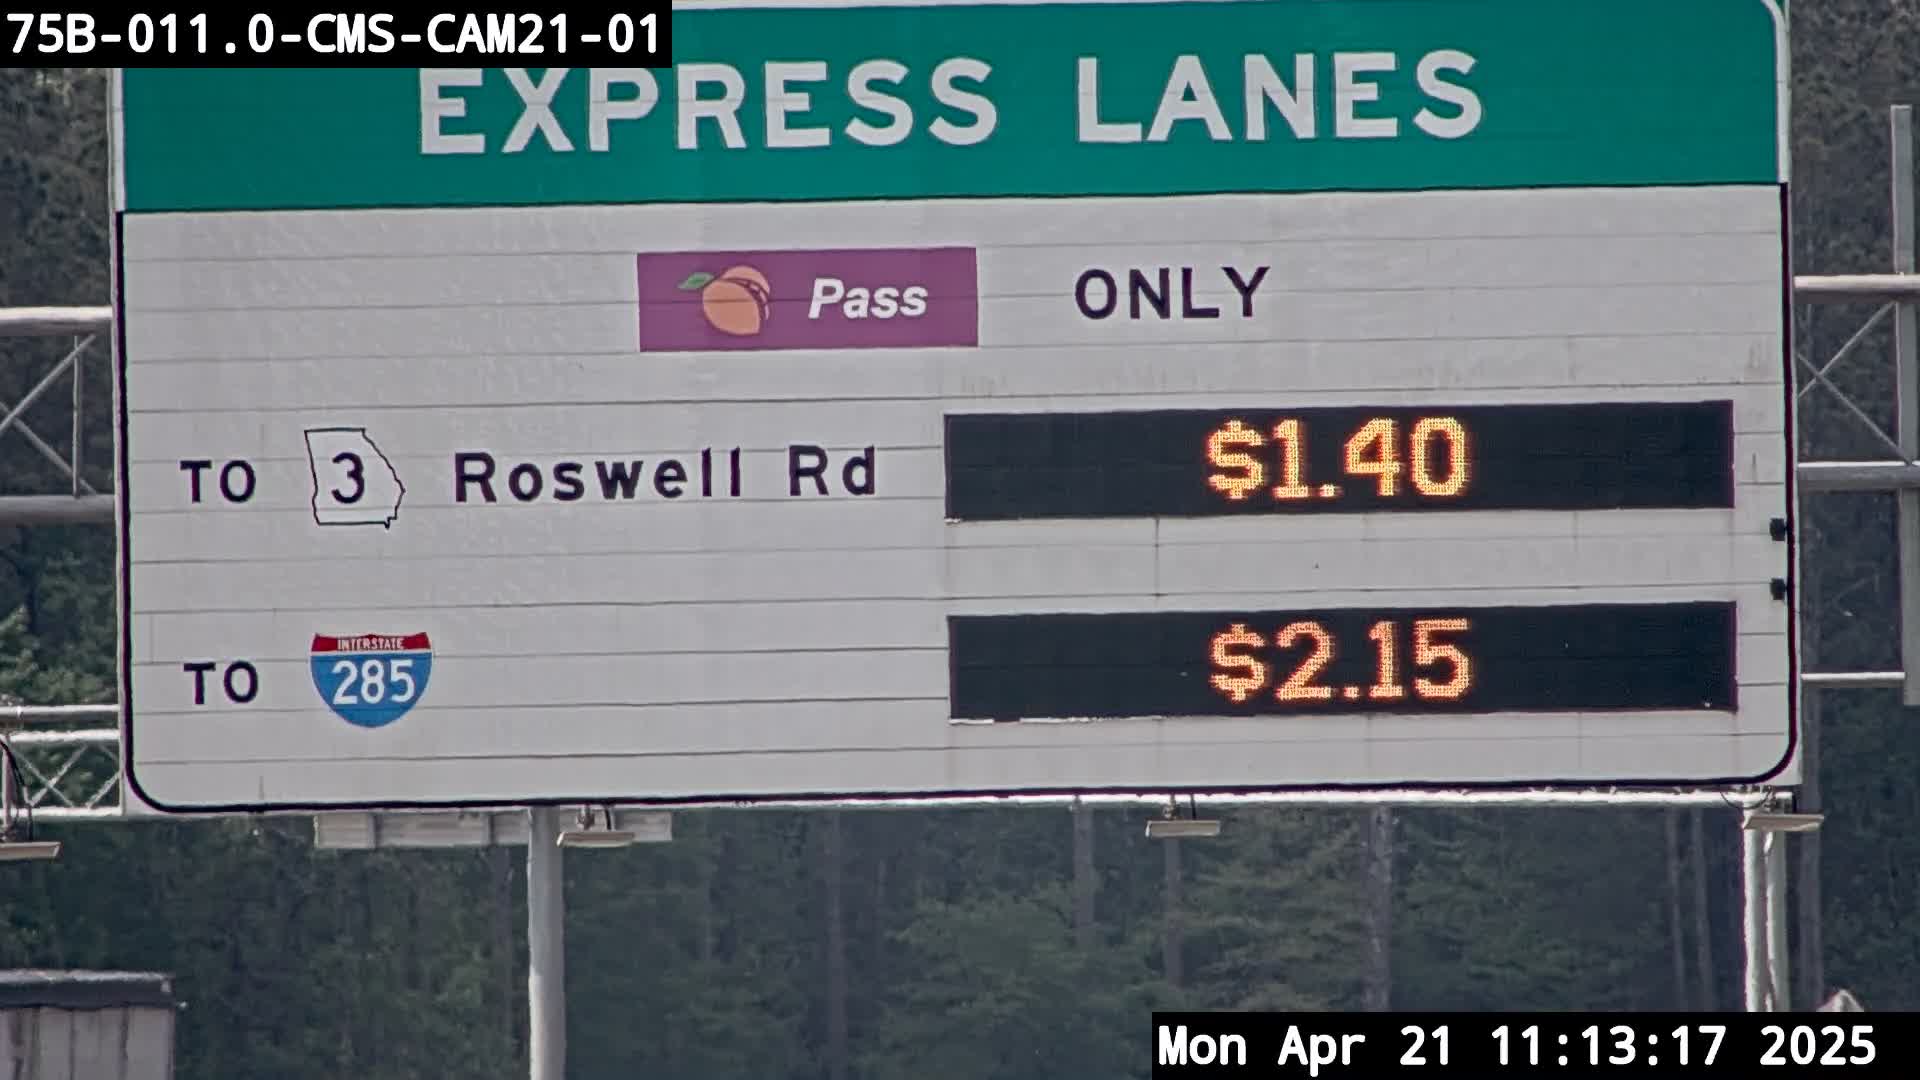 75B-011.0-CMS-CAM21-01
EXPRESS LANES
Pass ONLY
TO 3 Roswell Rd $1.40
INTERSTATE
TO 285 $2.15
Mon Apr 21 11:13:17 2025